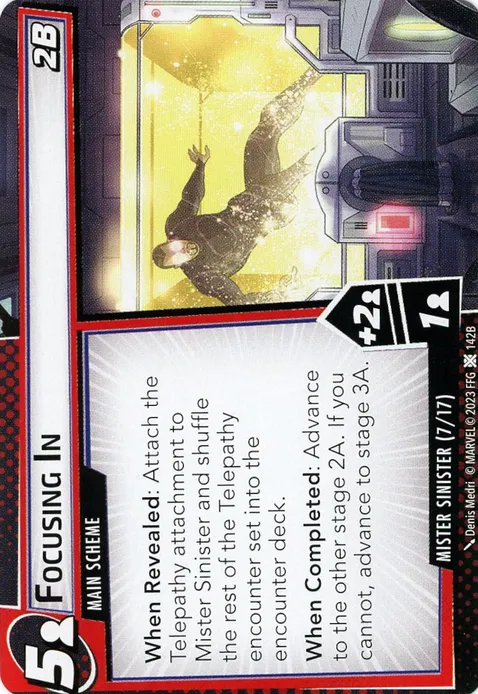 5
FOCUSING IN
2B
MAIN SCHEME
When Revealed: Attach the
Telepathy attachment to
Mister Sinister and shuffle
the rest of the Telepathy
encounter set into the
encounter deck.
When Completed: Advance
to the other stage 2A. If you
cannot, advance to stage 3A.
+2
1
MISTER SINISTER (7/17)
Denis Medri © MARVEL © 2023 FFG 142B